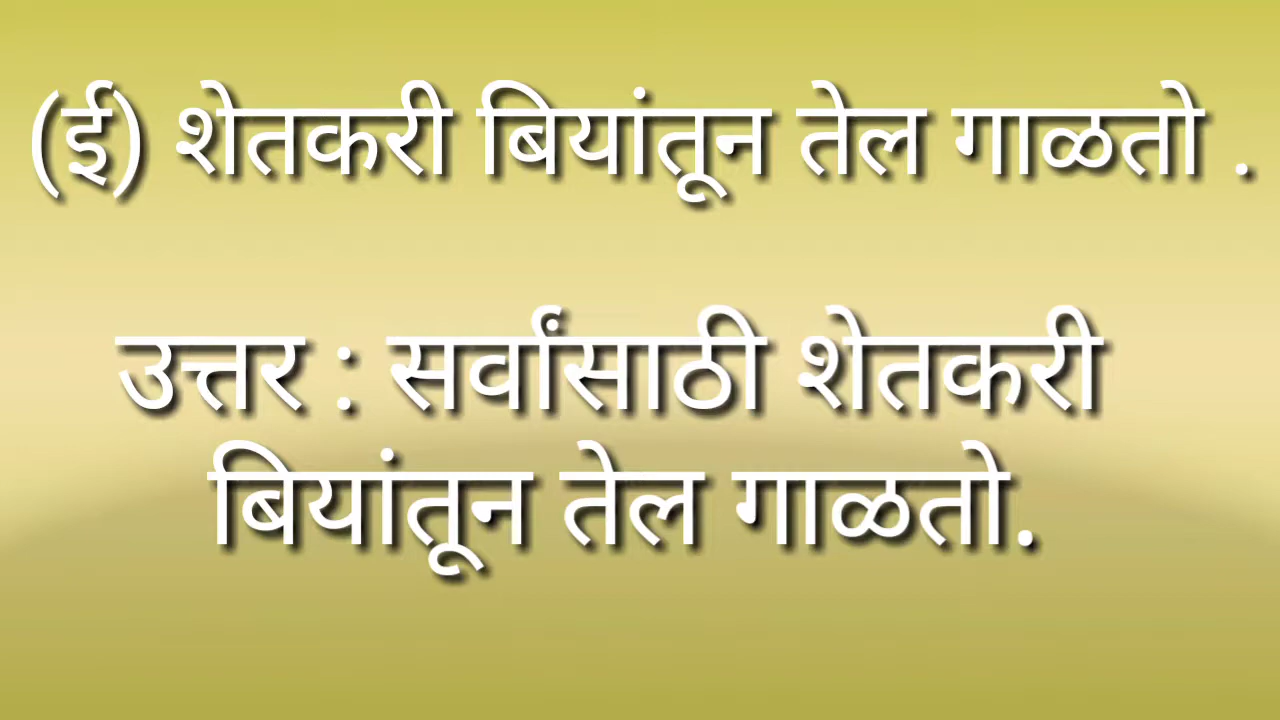 (ई) शेतकरी बियांतून तेल गाळतो .
उत्तर : सर्वांसाठी शेतकरी
बियांतून तेल गाळतो.